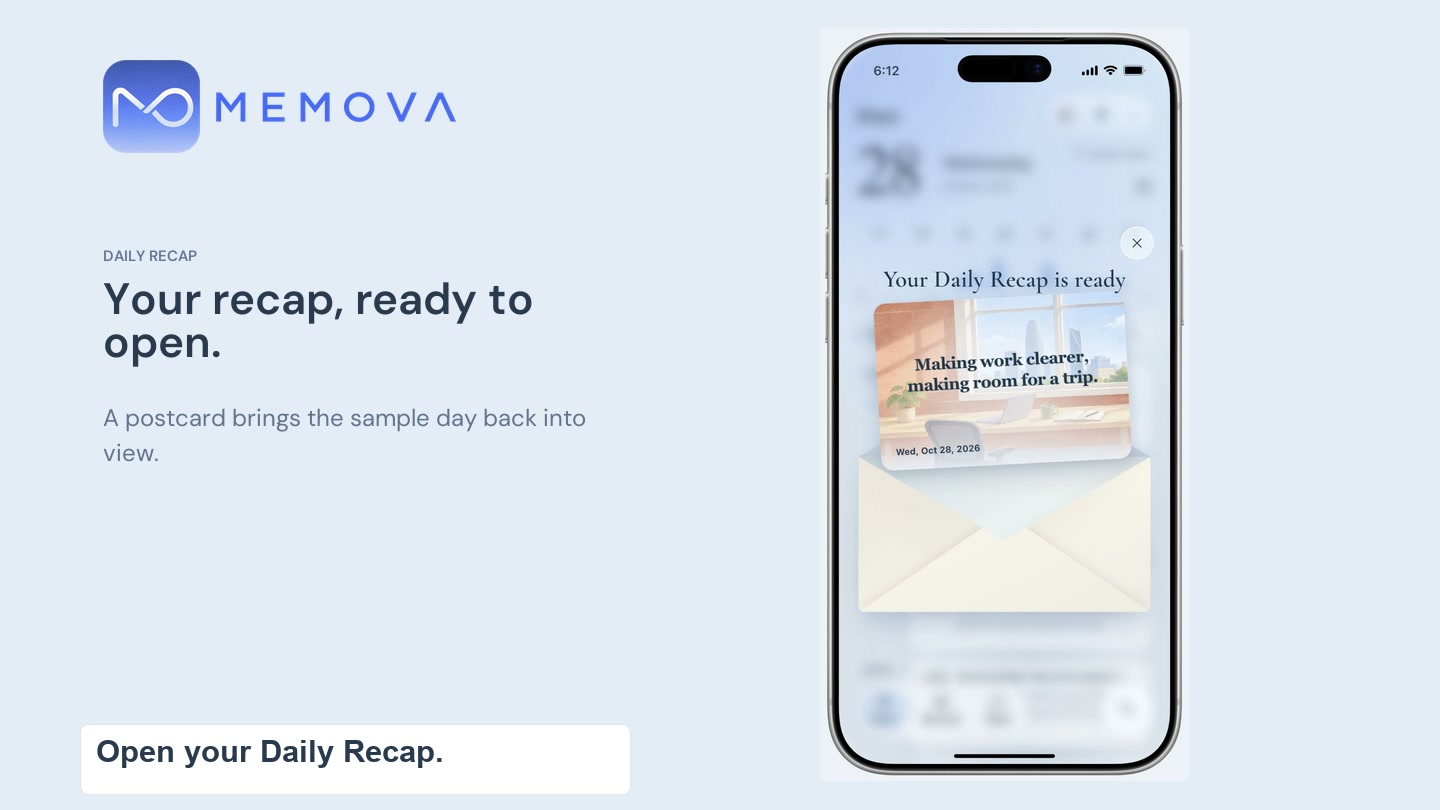 MEMOVA
DAILY RECAP
Your recap, ready to
open.
A postcard brings the sample day back into
view.
Open your Daily Recap.
6:12
28
Your Daily Recap is ready
Making work clearer,
making room for a trip.
Wed, Oct 28, 2026